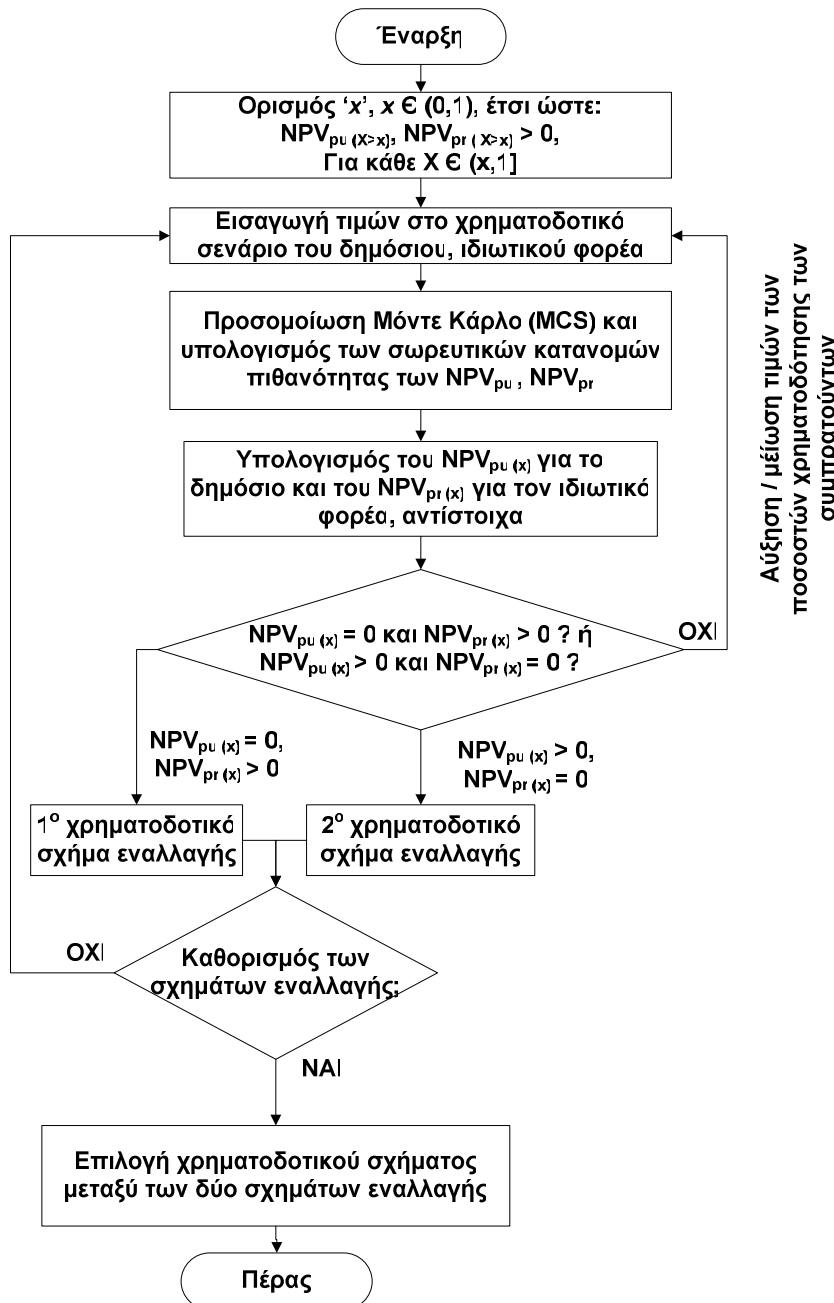 Έναρξη
Ορισμός ‘x’, x Є (0,1), έτσι ώστε:
NPVpu (X>x), NPVpr ( X>x) > 0,
Για κάθε X Є (x,1]
Εισαγωγή τιμών στο χρηματοδοτικό
σενάριο του δημόσιου, ιδιωτικού φορέα
Προσομοίωση Μόντε Κάρλο (MCS) και
υπολογισμός των σωρευτικών κατανομών
πιθανότητας των NPVpu , NPVpr
Υπολογισμός του NPVpu (x) για το
δημόσιο και του NPVpr (x) για τον ιδιωτικό
φορέα, αντίστοιχα
Αύξηση / μέίωση τιμών των
ποσοστών χρηματοδότησης των
συμπρατούντων
NPVpu (x) = 0 και NPVpr (x) > 0 ? ή
NPVpu (x) > 0 και NPVpr (x) = 0 ?
ΟΧΙ
NPVpu (x) = 0,
NPVpr (x) > 0
NPVpu (x) > 0,
NPVpr (x) = 0
1ο χρηματοδοτικό
σχήμα εναλλαγής
2ο χρηματοδοτικό
σχήμα εναλλαγής
ΟΧΙ
Καθορισμός των
σχημάτων εναλλαγής;
ΝΑΙ
Επιλογή χρηματοδοτικού σχήματος
μεταξύ των δύο σχημάτων εναλλαγής
Πέρας